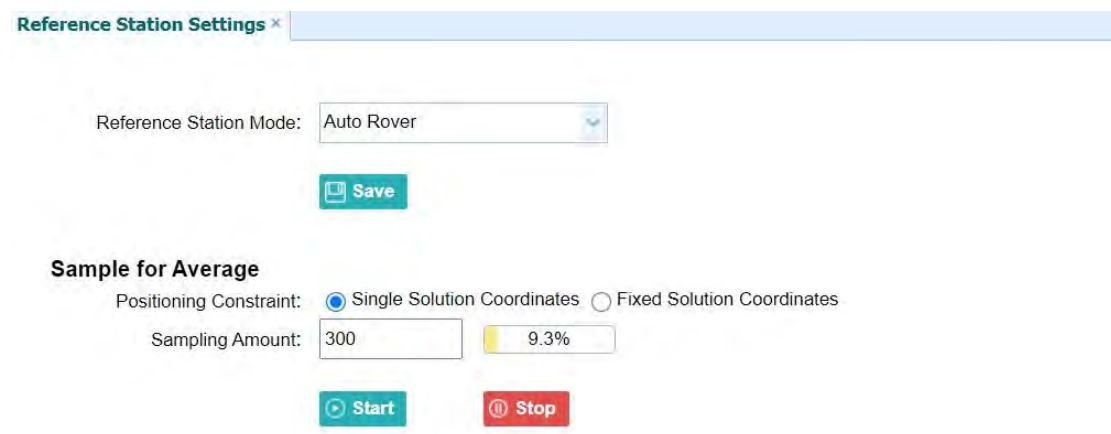 Reference Station Settings ×
Reference Station Mode: Auto Rover
Save
Sample for Average
Positioning Constraint: Single Solution Coordinates Fixed Solution Coordinates
Sampling Amount: 300 9.3%
Start Stop